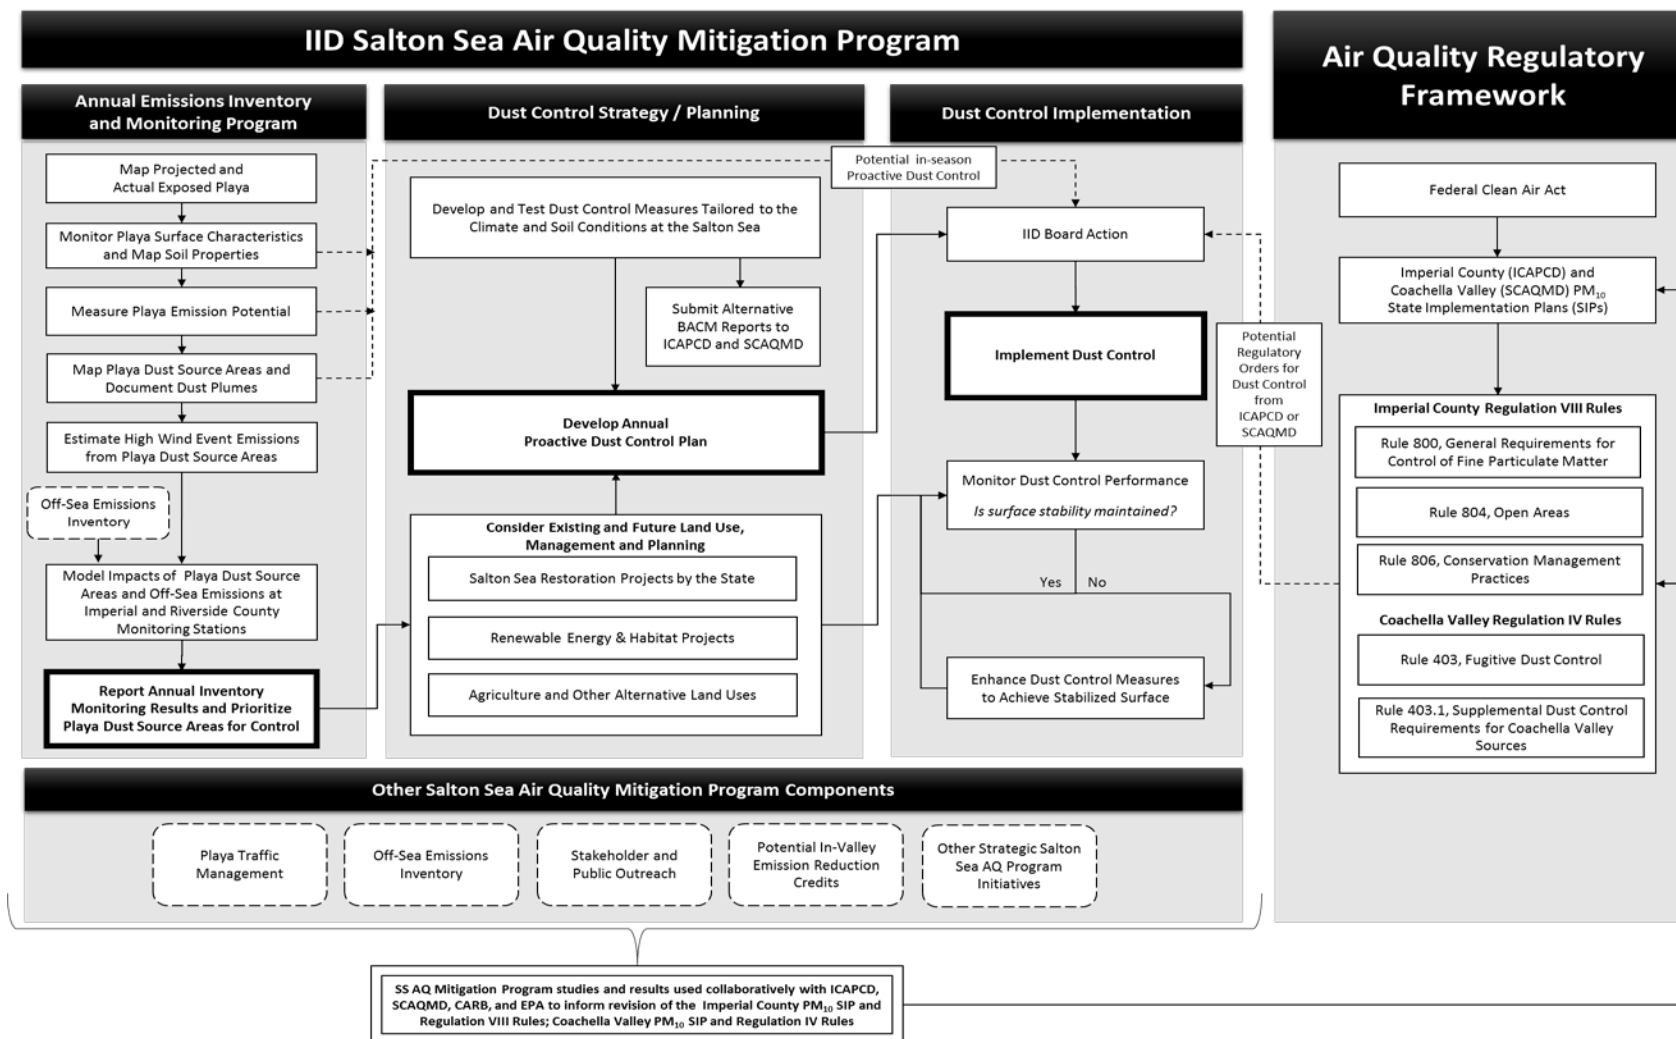 IID Salton Sea Air Quality Mitigation Program
Annual Emissions Inventory
and Monitoring Program
Map Projected and
Actual Exposed Playa
Monitor Playa Surface Characteristics
and Map Soil Properties
Measure Playa Emission Potential
Map Playa Dust Source Areas and
Document Dust Plumes
Estimate High Wind Event Emissions
from Playa Dust Source Areas
Off-Sea Emissions
Inventory
Model Impacts of Playa Dust Source
Areas and Off-Sea Emissions at
Imperial and Riverside County
Monitoring Stations
Report Annual Inventory
Monitoring Results and Prioritize
Playa Dust Source Areas for Control
Dust Control Strategy / Planning
Develop and Test Dust Control Measures Tailored to the
Climate and Soil Conditions at the Salton Sea
Submit Alternative
BACM Reports to
ICAPCD and SCAQMD
Develop Annual
Proactive Dust Control Plan
Consider Existing and Future Land Use,
Management and Planning
Salton Sea Restoration Projects by the State
Renewable Energy & Habitat Projects
Agriculture and Other Alternative Land Uses
Dust Control Implementation
Potential in-season
Proactive Dust Control
IID Board Action
Implement Dust Control
Monitor Dust Control Performance
Is surface stability maintained?
Yes
No
Enhance Dust Control Measures
to Achieve Stabilized Surface
Potential
Regulatory
Orders for
Dust Control
from
ICAPCD or
SCAQMD
Air Quality Regulatory
Framework
Federal Clean Air Act
Imperial County (ICAPCD) and
Coachella Valley (SCAQMD) PM₁₀
State Implementation Plans (SIPs)
Imperial County Regulation VIII Rules
Rule 800, General Requirements for
Control of Fine Particulate Matter
Rule 804, Open Areas
Rule 806, Conservation Management
Practices
Coachella Valley Regulation IV Rules
Rule 403, Fugitive Dust Control
Rule 403.1, Supplemental Dust Control
Requirements for Coachella Valley
Sources
Other Salton Sea Air Quality Mitigation Program Components
Playa Traffic
Management
Off-Sea Emissions
Inventory
Stakeholder and
Public Outreach
Potential In-Valley
Emission Reduction
Credits
Other Strategic Salton
Sea AQ Program
Initiatives
SS AQ Mitigation Program studies and results used collaboratively with ICAPCD,
SCAQMD, CARB, and EPA to inform revision of the Imperial County PM₁₀ SIP and
Regulation VIII Rules; Coachella Valley PM₁₀ SIP and Regulation IV Rules